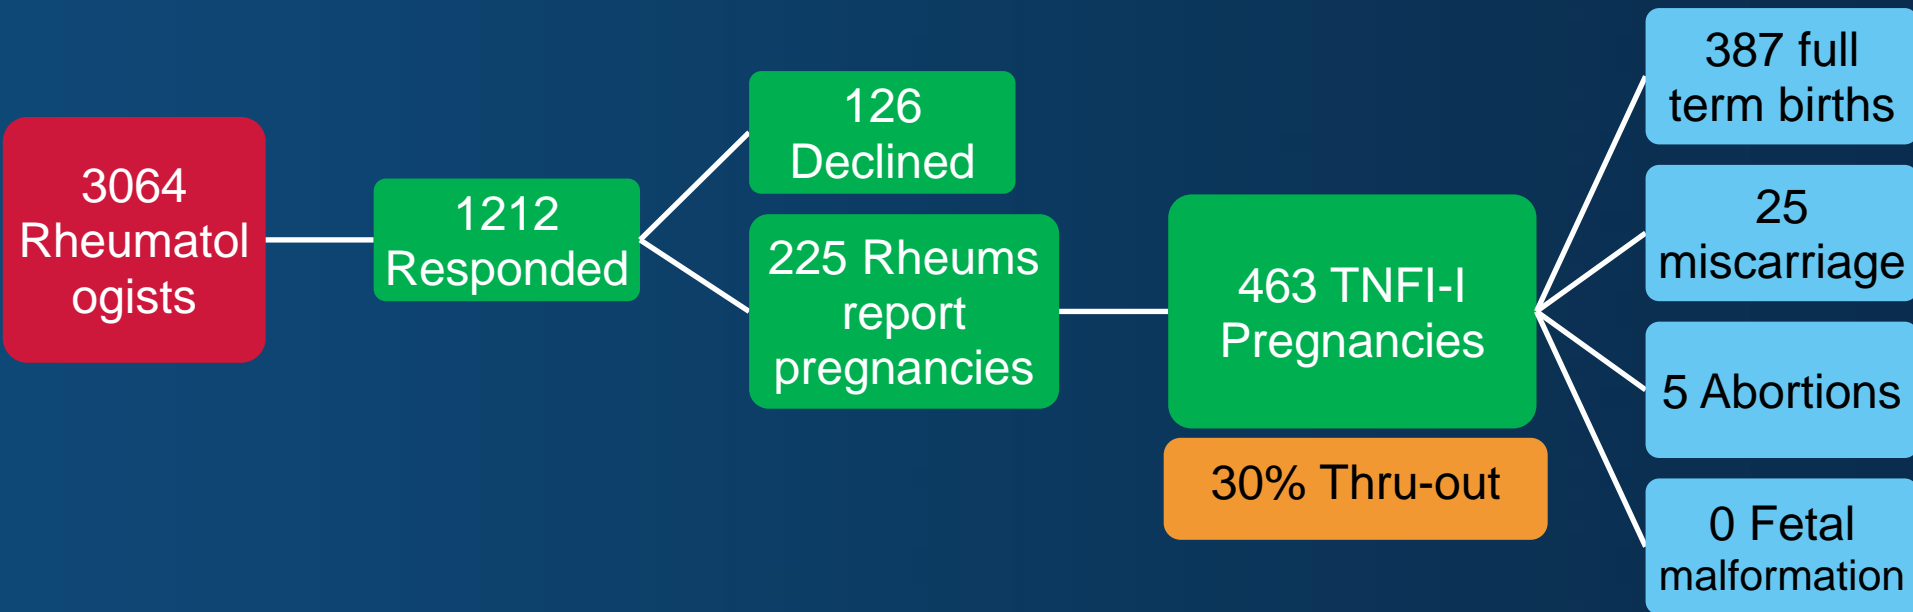 3064
Rheumatol
ogists
1212
Responded
126
Declined
225 Rheums
report
pregnancies
463 TNFI-I
Pregnancies
30% Thru-out
387 full
term births
25
miscarriage
5 Abortions
0 Fetal
malformation